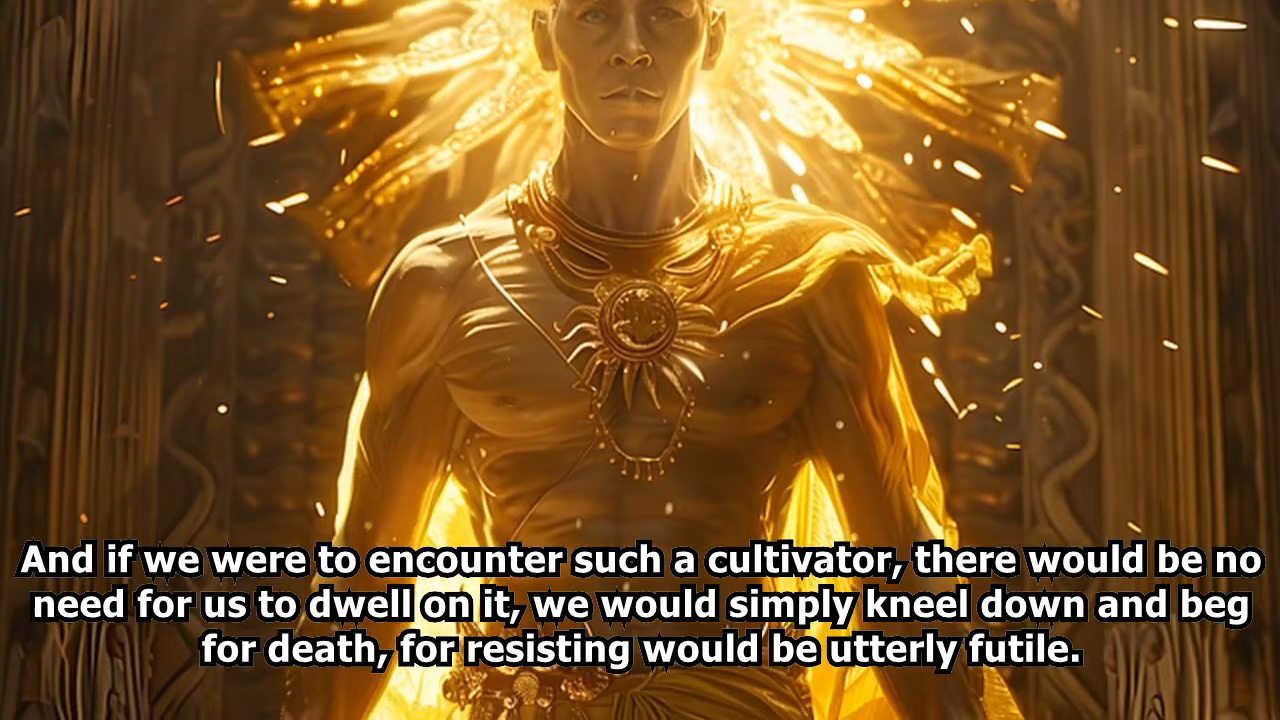 And if we were to encounter such a cultivator, there would be no
need for us to dwell on it, we would simply kneel down and beg
for death, for resisting would be utterly futile.